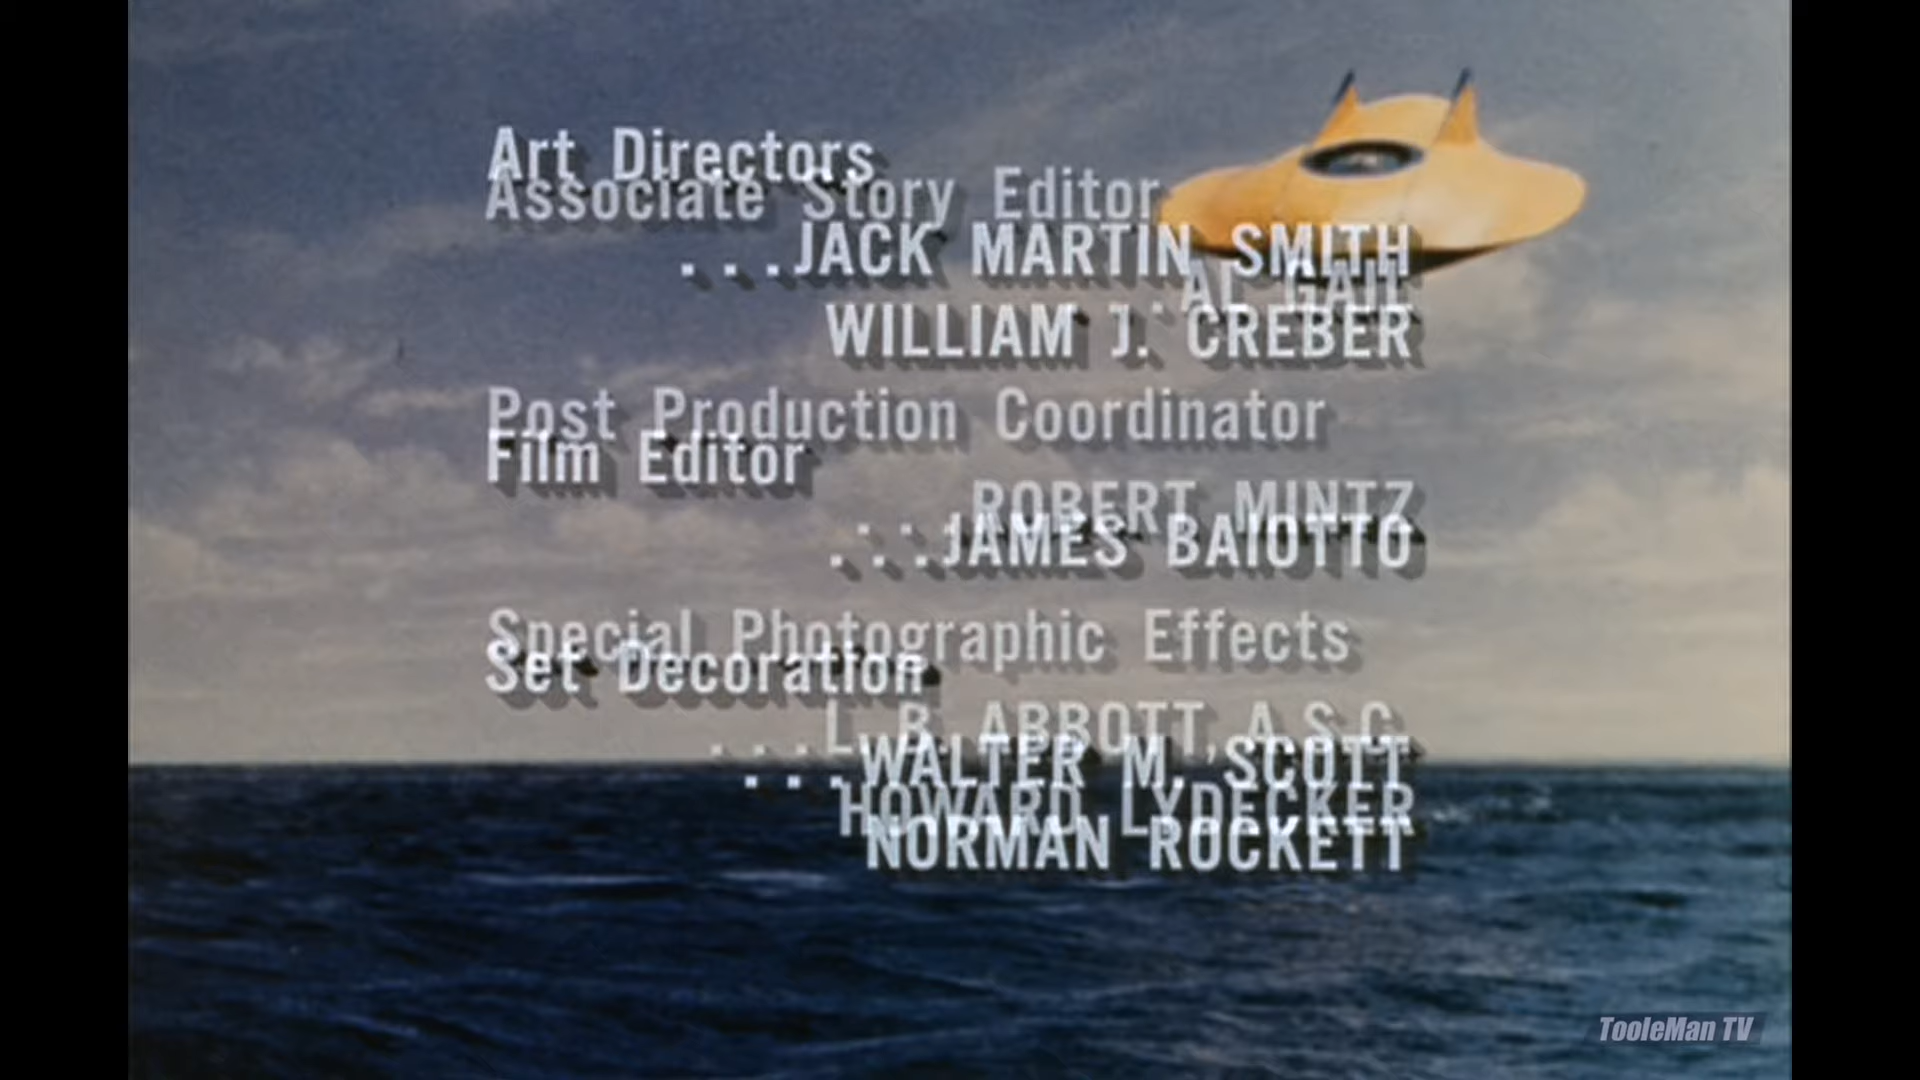 Art Directors
Associate Story Editor
...JACK MARTIN SMITH
AL GAIL
WILLIAM J. CREBER
Post Production Coordinator
Film Editor
ROBERT MINTZ
...JAMES BAIOTTO
Special Photographic Effects
Set Decoration
...L. B. ABBOTT, A.S.C.
...WALTER M. SCOTT
HOWARD LYDECKER
NORMAN ROCKETT
TooleMan TV